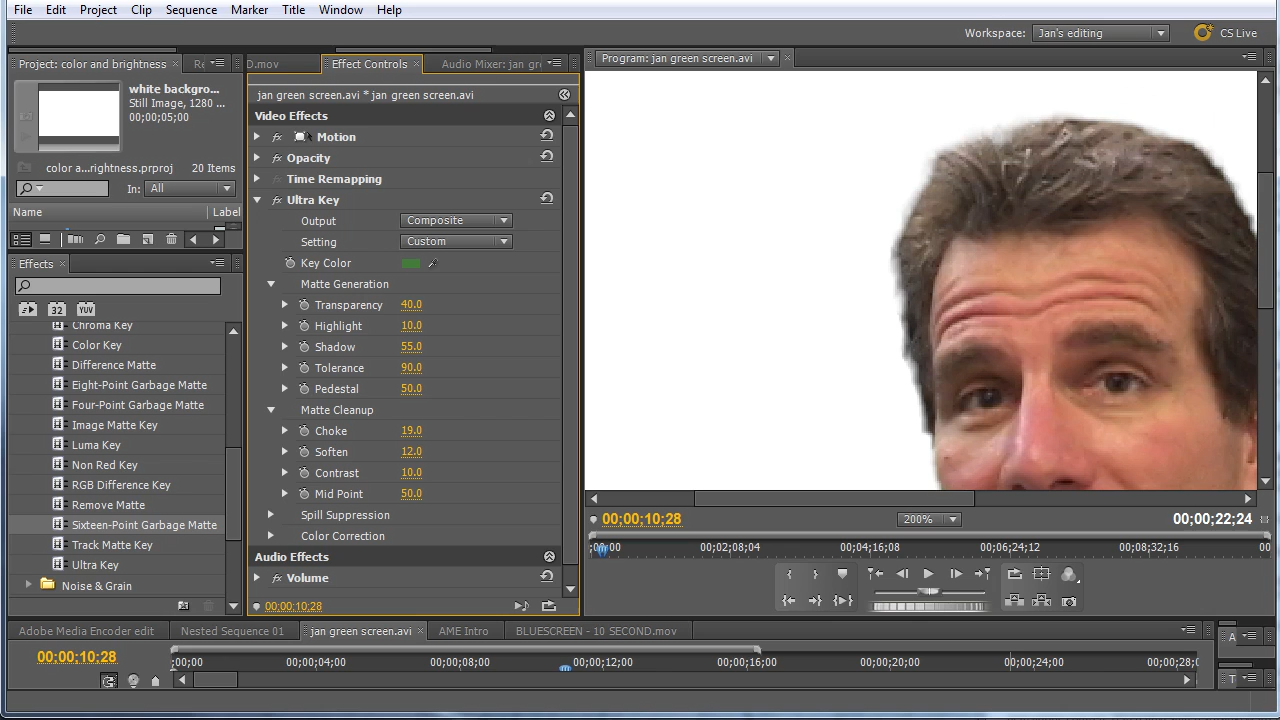 File Edit Project Clip Sequence Marker Title Window Help
Workspace: Jan's editing CS Live
Project: color and brightness
white backgro...
Still Image, 1280 ...
00;00;05;00
color a...rightness.prproj 20 Items
In: All
Name Label
Effects
32 YUV
Chroma Key
Color Key
Difference Matte
Eight-Point Garbage Matte
Four-Point Garbage Matte
Image Matte Key
Luma Key
Non Red Key
RGB Difference Key
Remove Matte
Sixteen-Point Garbage Matte
Track Matte Key
Ultra Key
Noise & Grain
D.mov Effect Controls Audio Mixer: jan gr
jan green screen.avi * jan green screen.avi
Video Effects
fx Motion
fx Opacity
fx Time Remapping
fx Ultra Key
Output Composite
Setting Custom
Key Color
Matte Generation
Transparency 40.0
Highlight 10.0
Shadow 55.0
Tolerance 90.0
Pedestal 50.0
Matte Cleanup
Choke 19.0
Soften 12.0
Contrast 10.0
Mid Point 50.0
Spill Suppression
Color Correction
Audio Effects
fx Volume
00;00;10;28
Program: jan green screen.avi
00;00;10;28 200% 00;00;22;24
;00;00 00;02;08;04 00;04;16;08 00;06;24;12 00;08;32;16 00
Adobe Media Encoder edit Nested Sequence 01 jan green screen.avi AME Intro BLUESCREEN - 10 SECOND.mov
00;00;10;28
;00;00 00;00;04;00 00;00;08;00 00;00;12;00 00;00;16;00 00;00;20;00 00;00;24;00 00;00;28;0
A
T